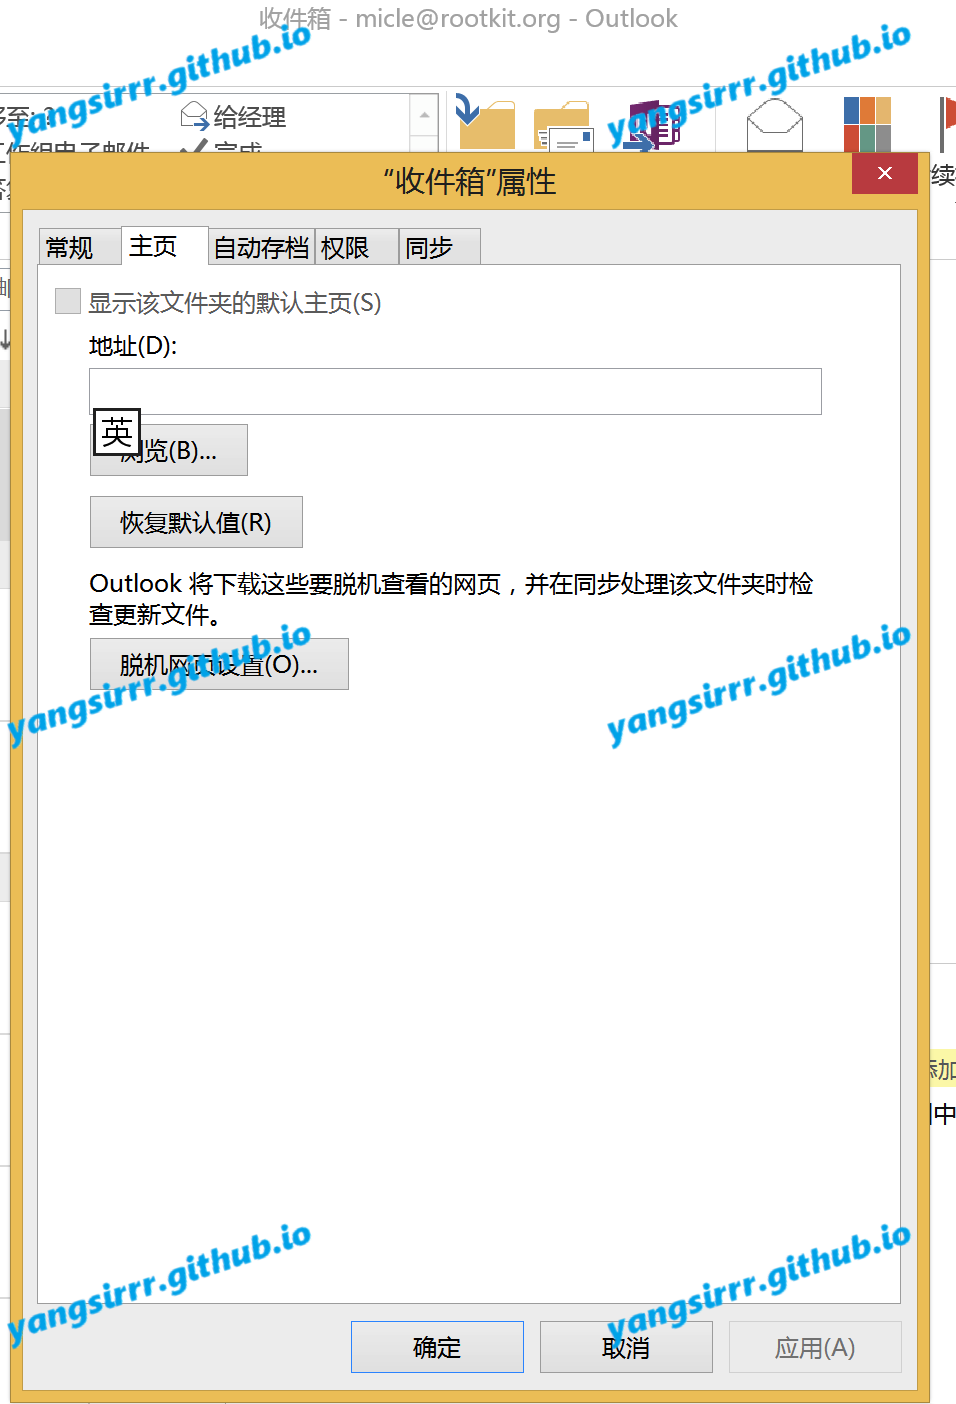 收件箱 - micle@rootkit.org - Outlook
yangsirrr.github.io
yangsirrr.github.io
给经理
完成
"收件箱"属性
常规
主页
自动存档
权限
同步
显示该文件夹的默认主页(S)
地址(D):
英
浏览(B)...
恢复默认值(R)
Outlook 将下载这些要脱机查看的网页，并在同步处理该文件夹时检
查更新文件。
脱机网页设置(O)...
yangsirrr.github.io
yangsirrr.github.io
添加
中
yangsirrr.github.io
yangsirrr.github.io
确定
取消
应用(A)